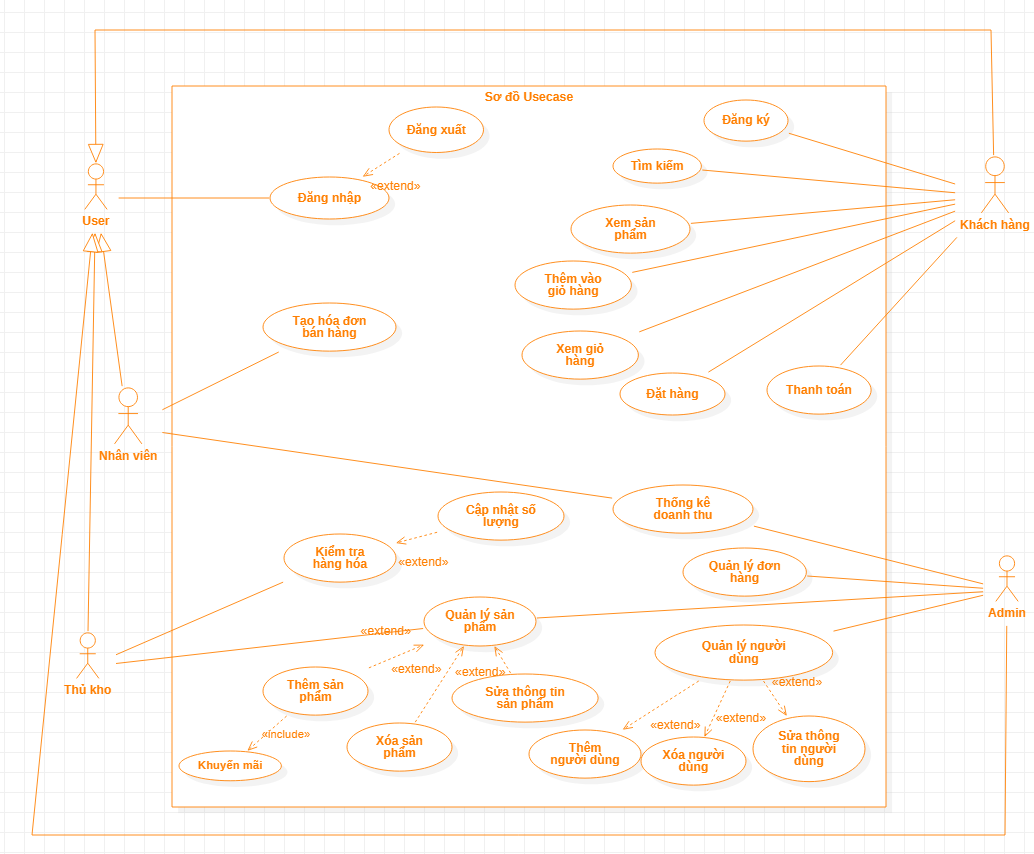 Sơ đồ Usecase
Đăng xuất
Đăng ký
Tìm kiếm
«extend»
Đăng nhập
User
Khách hàng
Xem sản
phẩm
Thêm vào
giỏ hàng
Tạo hóa đơn
bán hàng
Xem giỏ
hàng
Đặt hàng
Thanh toán
Nhân viên
Cập nhật số
lượng
Thống kê
doanh thu
Kiểm tra
hàng hóa
«extend»
Quản lý đơn
hàng
Admin
Quản lý sản
phẩm
«extend»
Quản lý người
dùng
«extend»
«extend»
«extend»
Thủ kho
Thêm sản
phẩm
Sửa thông tin
sản phẩm
«extend»
«extend»
«include»
Xóa sản
phẩm
Thêm
người dùng
Xóa người
dùng
Sửa thông
tin người
dùng
Khuyến mãi